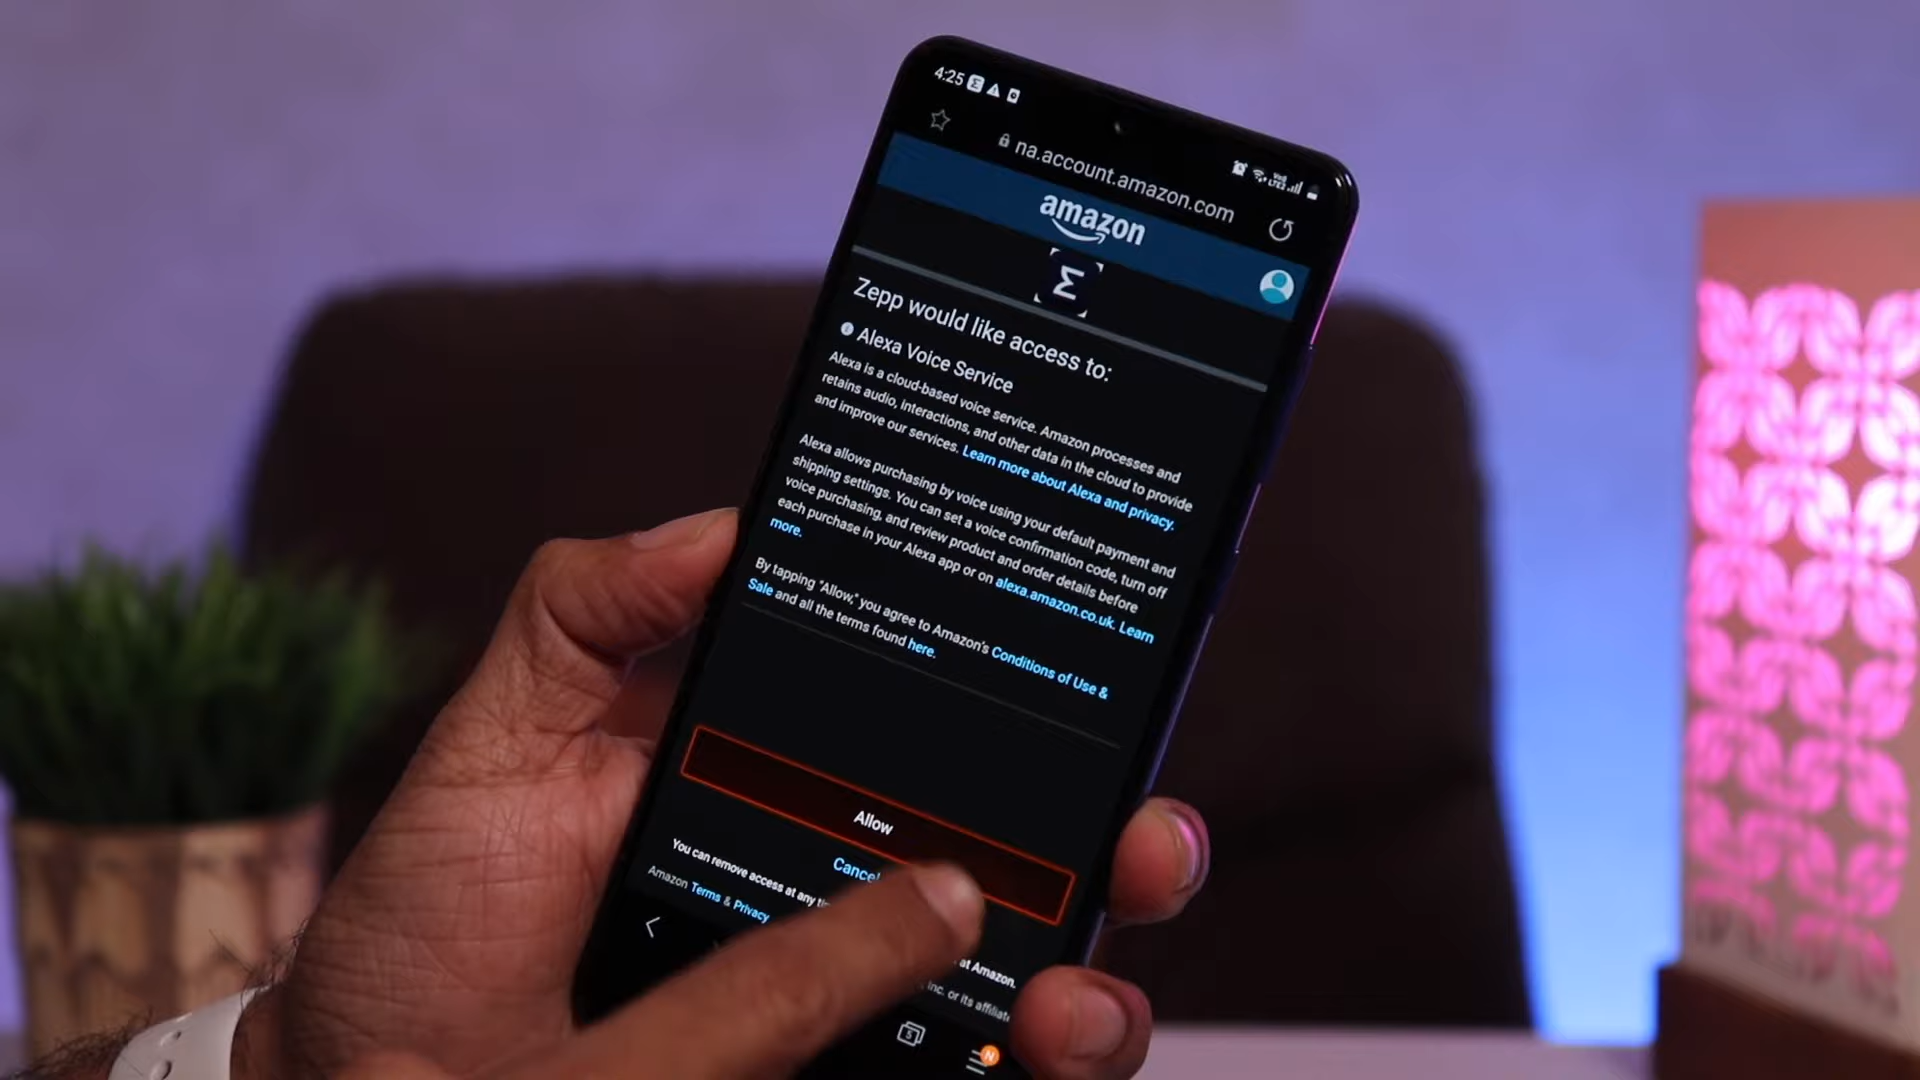 4:25
na.account.amazon.com
amazon
Zepp would like access to:
Alexa Voice Service
Alexa is a cloud-based voice service. Amazon processes and
retains audio, interactions, and other data in the cloud to provide
and improve our services. Learn more about Alexa and privacy.
Alexa allows purchasing by voice using your default payment and
shipping settings. You can set a voice confirmation code, turn off
voice purchasing, and review product and order details before
each purchase in your Alexa app or on alexa.amazon.co.uk. Learn
more.
By tapping "Allow," you agree to Amazon's Conditions of Use &
Sale and all the terms found here.
Allow
Cancel
You can remove access at any
Amazon Terms & Privacy
at Amazon.
inc. or its
N